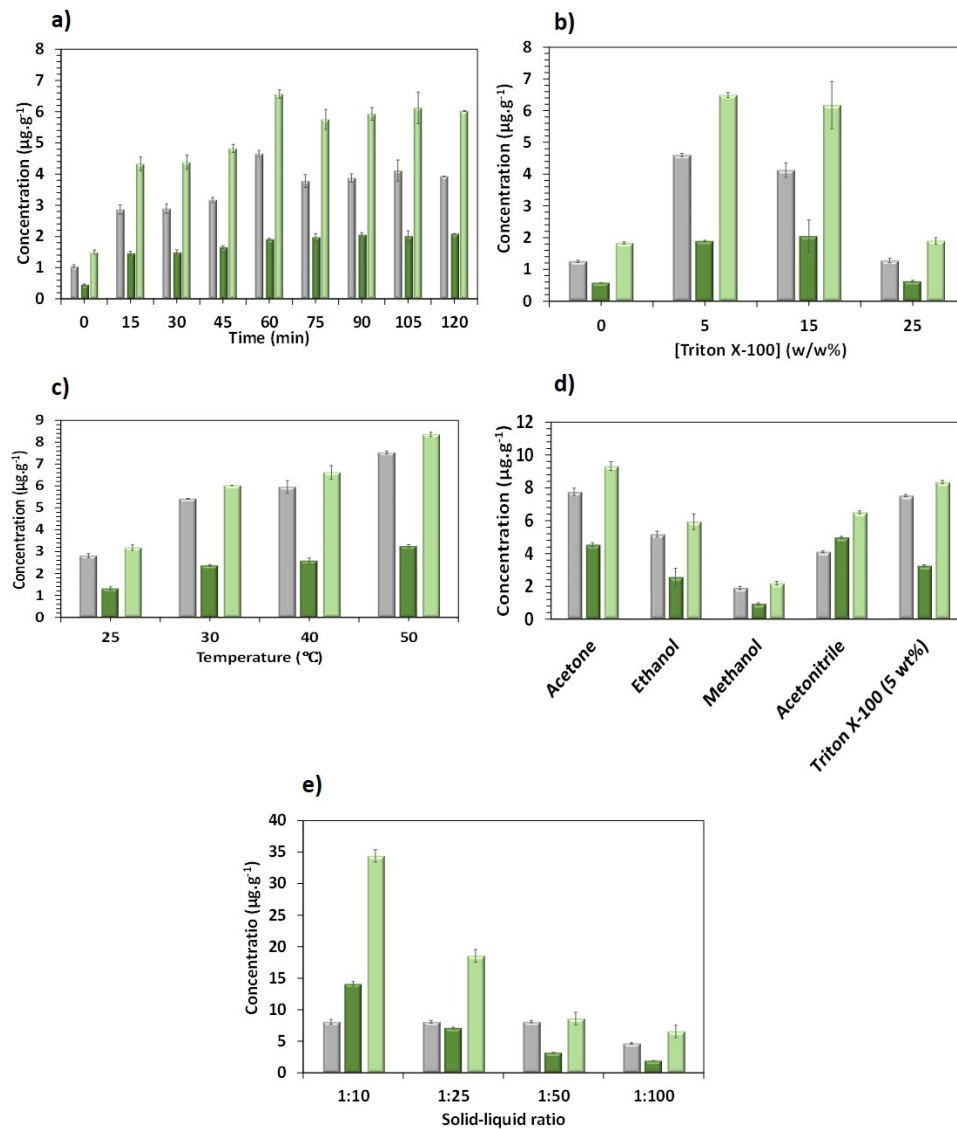 a)
Concentration (µg.g-1)
8
7
6
5
4
3
2
1
0
0 15 30 45 60 75 90 105 120
Time (min)
b)
Concentration (µg.g-1)
8
7
6
5
4
3
2
1
0
0 5 15 25
[Triton X-100] (w/w%)
c)
Concentration (µg.g-1)
9
8
7
6
5
4
3
2
1
0
25 30 40 50
Temperature (°C)
d)
Concentration (µg.g-1)
12
10
8
6
4
2
0
Acetone
Ethanol
Methanol
Acetonitrile
Triton X-100 (5 wt%)
e)
Concentratio (µg.g-1)
40
35
30
25
20
15
10
5
0
1:10 1:25 1:50 1:100
Solid-liquid ratio